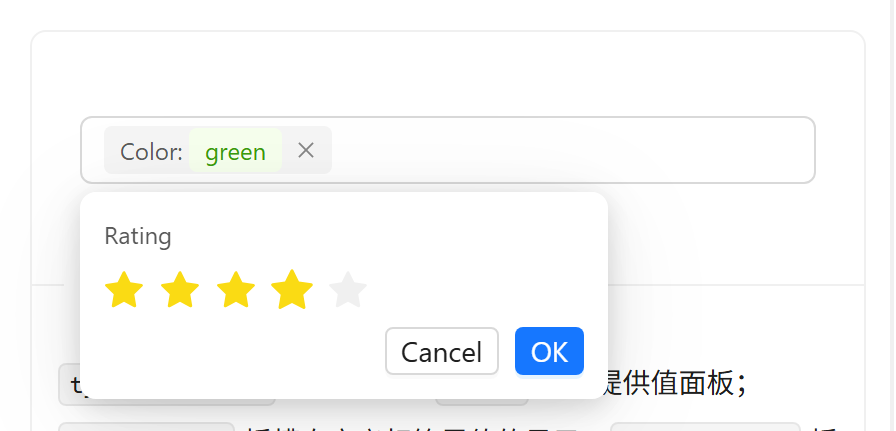 Color: green
Rating
Cancel OK
提供值面板；